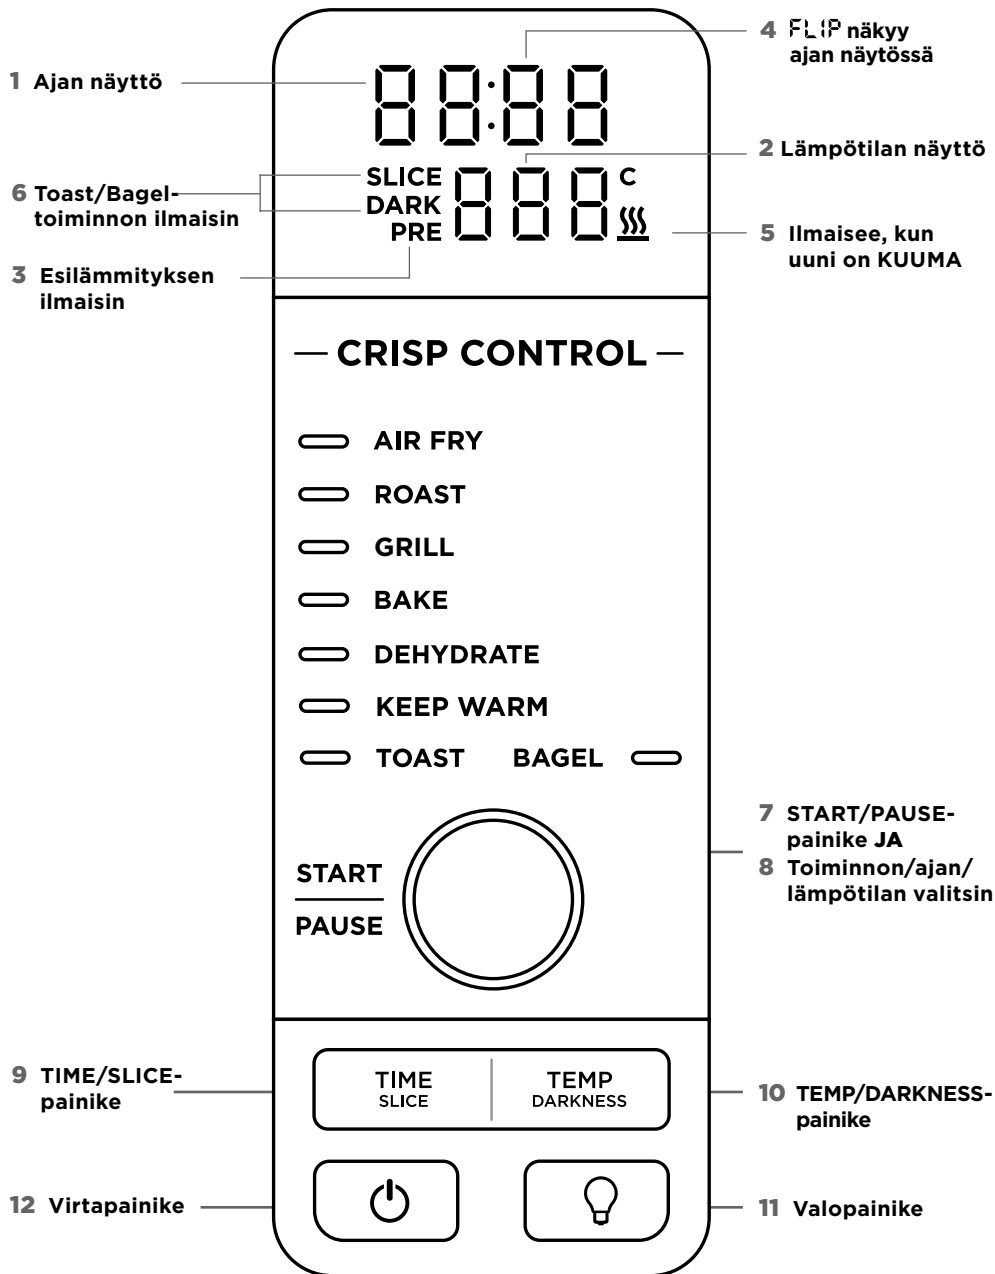 4 FLIP näkyy
ajan näytössä
1 Ajan näyttö
88:88
2 Lämpötilan näyttö
6 Toast/Bagel-
toiminnon ilmaisin
SLICE
DARK
PRE
888
C
5 Ilmaisee, kun
uuni on KUUMA
3 Esilämmityksen
ilmaisin
— CRISP CONTROL —
AIR FRY
ROAST
GRILL
BAKE
DEHYDRATE
KEEP WARM
TOAST BAGEL
7 START/PAUSE-
painike JA
8 Toiminnon/ajan/
lämpötilan valitsin
START
PAUSE
9 TIME/SLICE-
painike
TIME
SLICE
TEMP
DARKNESS
10 TEMP/DARKNESS-
painike
12 Virtapainike
11 Valopainike